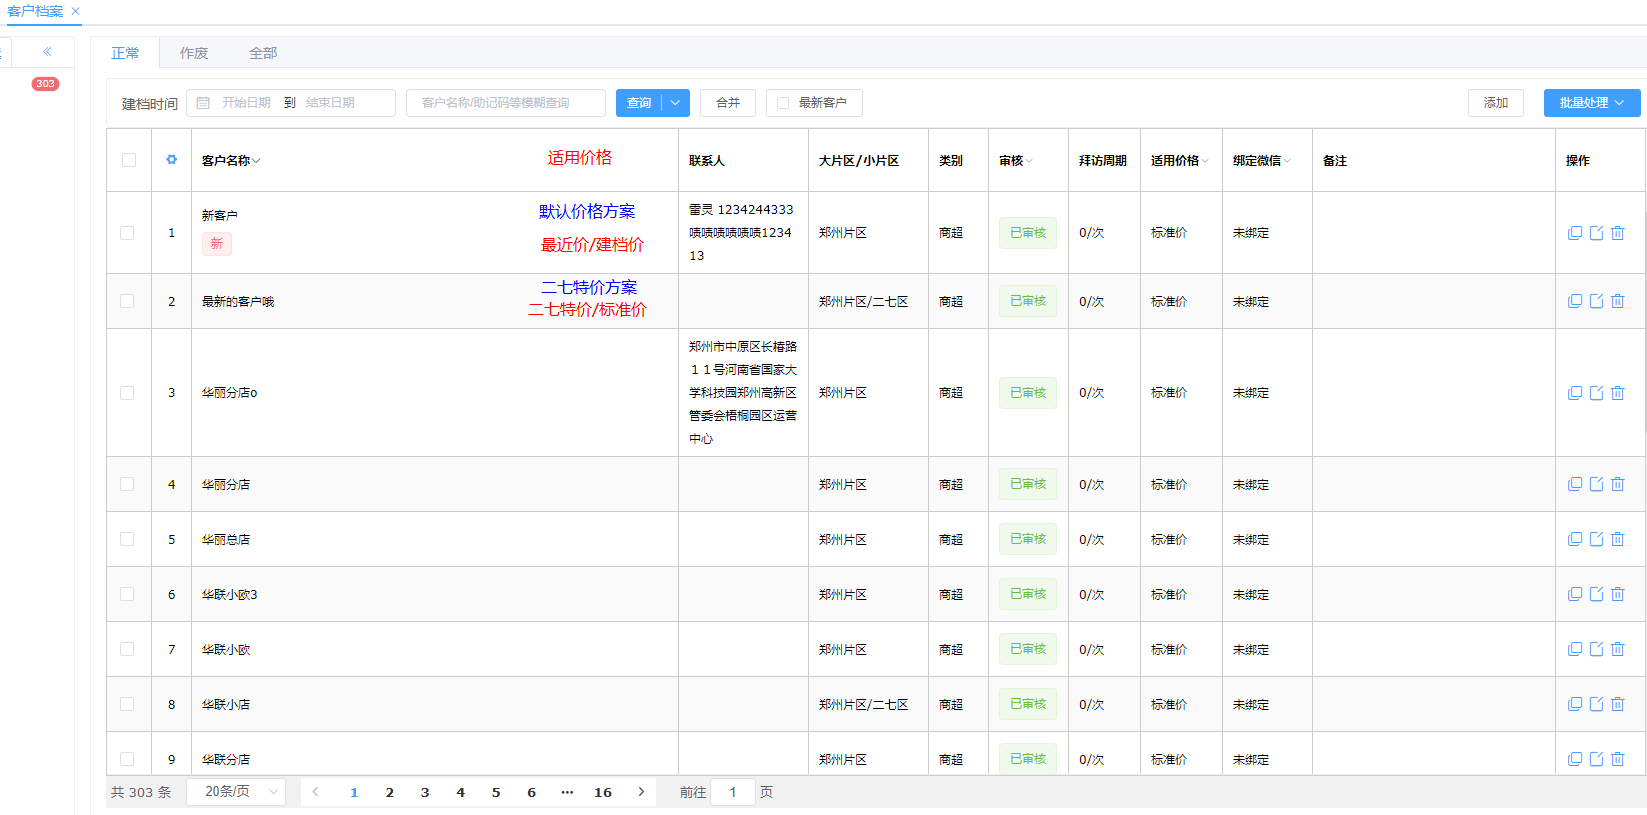 客户档案
303
正常 作废 全部
建档时间 开始日期 到 结束日期 客户名称/助记码等模糊查询 查询 合并 最新客户 添加 批量处理
客户名称 适用价格 联系人 大片区/小片区 类别 审核 拜访周期 适用价格 绑定微信 备注 操作
1 新客户 新 默认价格方案 最近价/建档价 雷灵 1234244333 郑州片区 商超 已审核 0/次 标准价 未绑定
啧啧啧啧啧啧1234
13
2 最新的客户哦 二七特价方案 郑州片区/二七区 商超 已审核 0/次 标准价 未绑定
二七特价/标准价
郑州市中原区长椿路
１１号河南省国家大
3 华丽分店o 学科技园郑州高新区 郑州片区 商超 已审核 0/次 标准价 未绑定
管委会梧桐园区运营
中心
4 华丽分店 郑州片区 商超 已审核 0/次 标准价 未绑定
5 华丽总店 郑州片区 商超 已审核 0/次 标准价 未绑定
6 华联小欧3 郑州片区 商超 已审核 0/次 标准价 未绑定
7 华联小欧 郑州片区 商超 已审核 0/次 标准价 未绑定
8 华联小店 郑州片区/二七区 商超 已审核 0/次 标准价 未绑定
9 华联分店 郑州片区 商超 已审核 0/次 标准价 未绑定
共 303 条 20条/页 1 2 3 4 5 6 ··· 16 前往 1 页